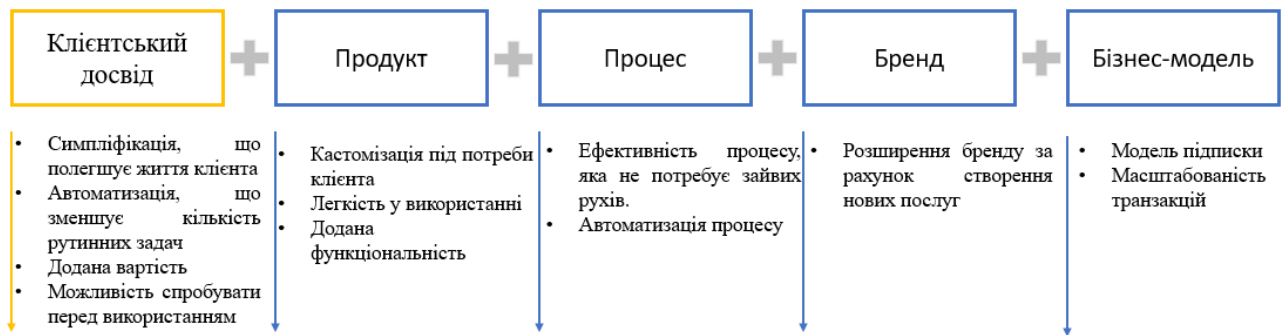 Клієнтський
досвід
Продукт
Процес
Бренд
Бізнес-модель
• Симпліфікація, що
полегшує життя клієнта
• Автоматизація, що
зменшує кількість
рутинних задач
• Додана вартість
• Можливість спробувати
перед використанням
• Кастомізація під потреби
клієнта
• Легкість у використанні
• Додана
функціональність
• Ефективність процесу,
яка не потребує зайвих
рухів.
• Автоматизація процесу
• Розширення бренду за
рахунок створення
нових послуг
• Модель підписки
• Масштабованість
транзакцій